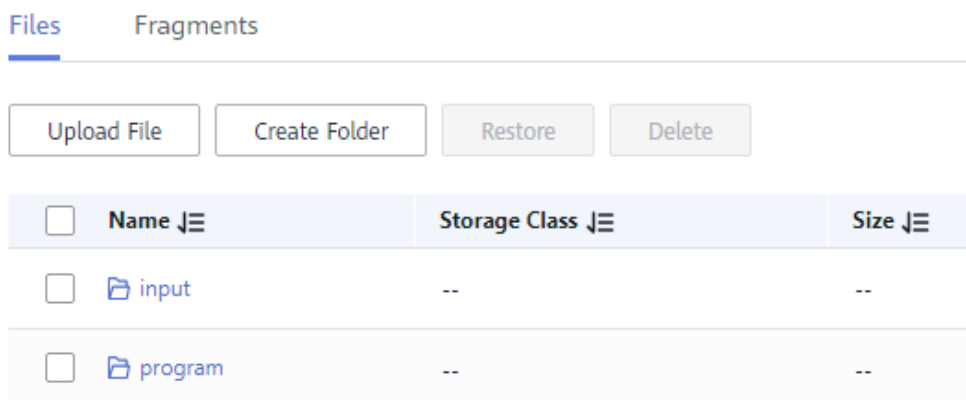 Files Fragments
Upload File Create Folder Restore Delete
Name Storage Class Size
input -- --
program -- --